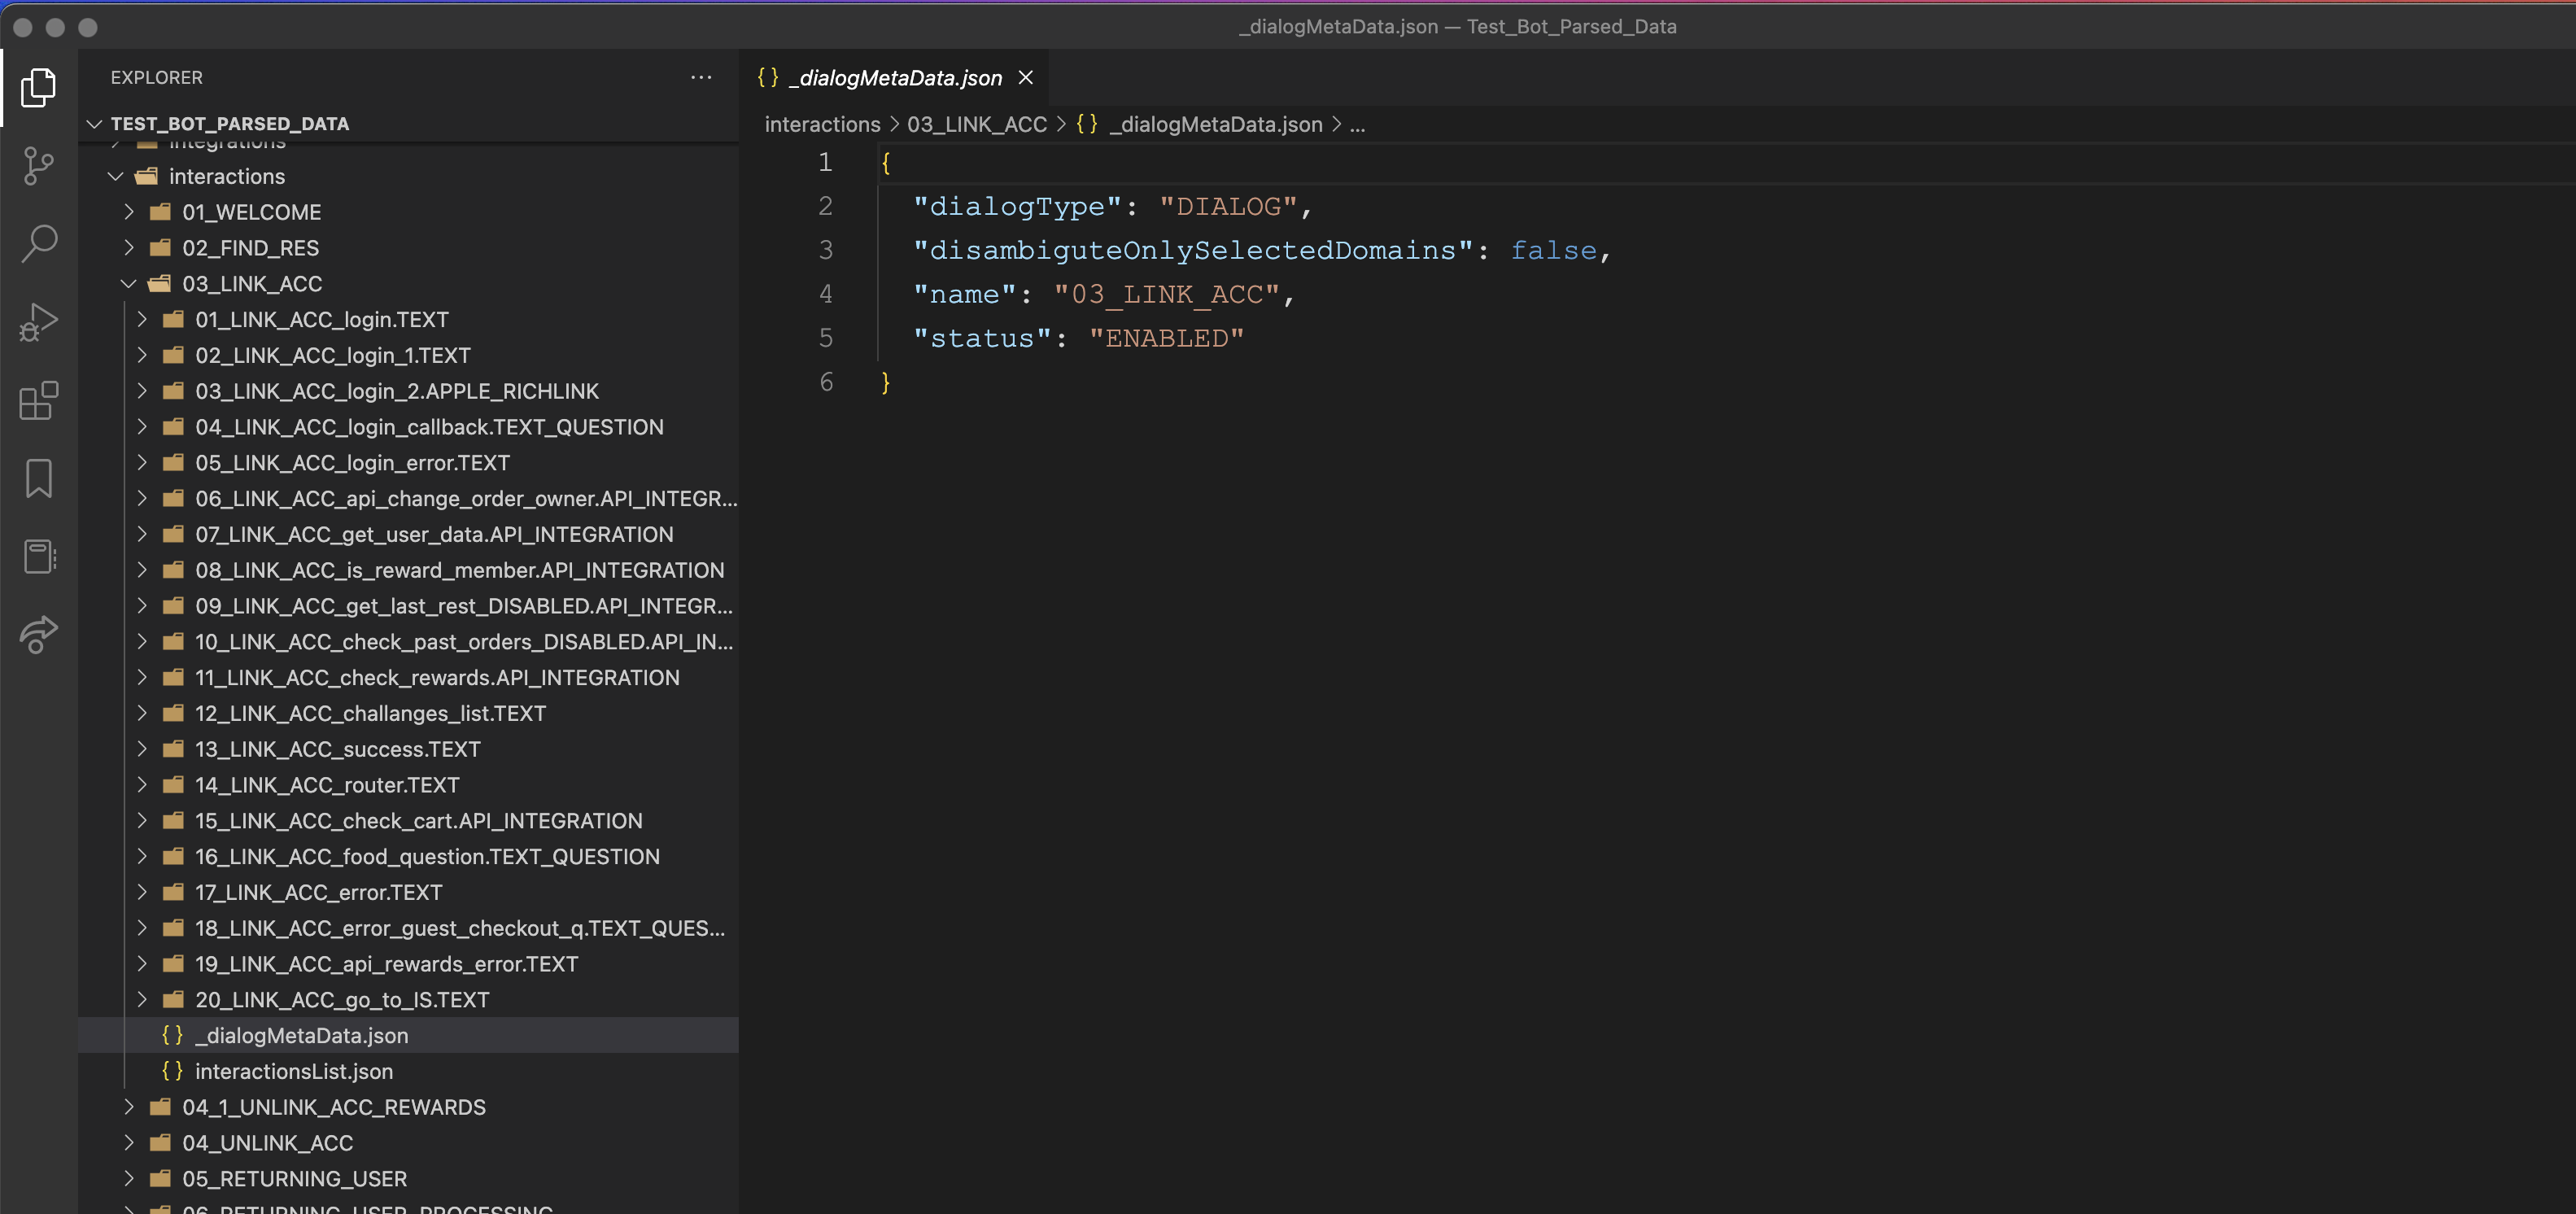 _dialogMetaData.json — Test_Bot_Parsed_Data
EXPLORER
TEST_BOT_PARSED_DATA
integrations
interactions
01_WELCOME
02_FIND_RES
03_LINK_ACC
01_LINK_ACC_login.TEXT
02_LINK_ACC_login_1.TEXT
03_LINK_ACC_login_2.APPLE_RICHLINK
04_LINK_ACC_login_callback.TEXT_QUESTION
05_LINK_ACC_login_error.TEXT
06_LINK_ACC_api_change_order_owner.API_INTEGR...
07_LINK_ACC_get_user_data.API_INTEGRATION
08_LINK_ACC_is_reward_member.API_INTEGRATION
09_LINK_ACC_get_last_rest_DISABLED.API_INTEGR...
10_LINK_ACC_check_past_orders_DISABLED.API_IN...
11_LINK_ACC_check_rewards.API_INTEGRATION
12_LINK_ACC_challanges_list.TEXT
13_LINK_ACC_success.TEXT
14_LINK_ACC_router.TEXT
15_LINK_ACC_check_cart.API_INTEGRATION
16_LINK_ACC_food_question.TEXT_QUESTION
17_LINK_ACC_error.TEXT
18_LINK_ACC_error_guest_checkout_q.TEXT_QUES...
19_LINK_ACC_api_rewards_error.TEXT
20_LINK_ACC_go_to_IS.TEXT
{ } _dialogMetaData.json
{ } interactionsList.json
04_1_UNLINK_ACC_REWARDS
04_UNLINK_ACC
05_RETURNING_USER
06_RETURNING_USER_PROCESSING
{ } _dialogMetaData.json
interactions > 03_LINK_ACC > { } _dialogMetaData.json > ...
1 {
2 "dialogType": "DIALOG",
3 "disambiguteOnlySelectedDomains": false,
4 "name": "03_LINK_ACC",
5 "status": "ENABLED"
6 }